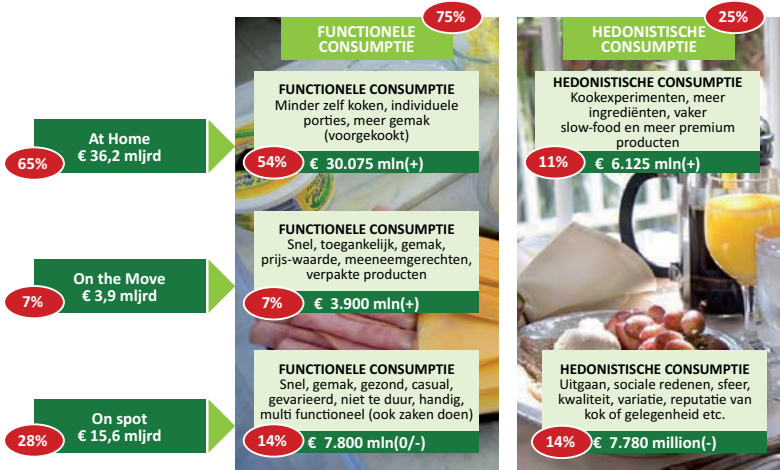 75%
FUNCTIONELE
CONSUMPTIE
25%
HEDONISTISCHE
CONSUMPTIE
At Home
€ 36,2 mljrd
65%
FUNCTIONELE CONSUMPTIE
Minder zelf koken, individuele
porties, meer gemak
(voorgekookt)
54% € 30.075 mln(+)
HEDONISTISCHE CONSUMPTIE
Kookexperimenten, meer
ingrediënten, vaker
slow-food en meer premium
producten
11% € 6.125 mln(+)
On the Move
€ 3,9 mljrd
7%
FUNCTIONELE CONSUMPTIE
Snel, toegankelijk, gemak,
prijs-waarde, meeneemgerechten,
verpakte producten
7% € 3.900 mln(+)
On spot
€ 15,6 mljrd
28%
FUNCTIONELE CONSUMPTIE
Snel, gemak, gezond, casual,
gevarieerd, niet te duur, handig,
multi functioneel (ook zaken doen)
14% € 7.800 mln(0/-)
HEDONISTISCHE CONSUMPTIE
Uitgaan, sociale redenen, sfeer,
kwaliteit, variatie, reputatie van
kok of gelegenheid etc.
14% € 7.780 million(-)